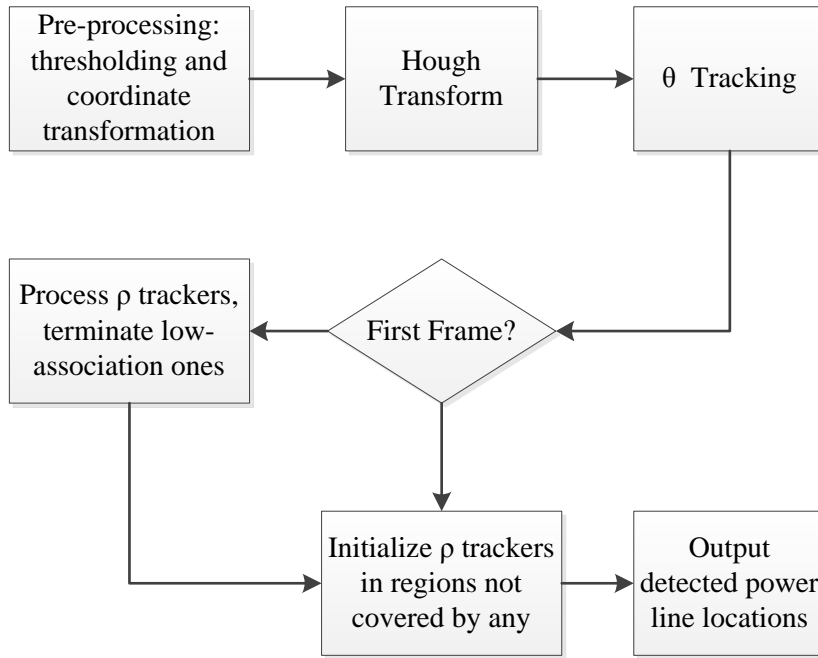 Pre-processing:
thresholding and
coordinate
transformation
Hough
Transform
θ Tracking
Process ρ trackers,
terminate low-
association ones
First Frame?
Initialize ρ trackers
in regions not
covered by any
Output
detected power
line locations